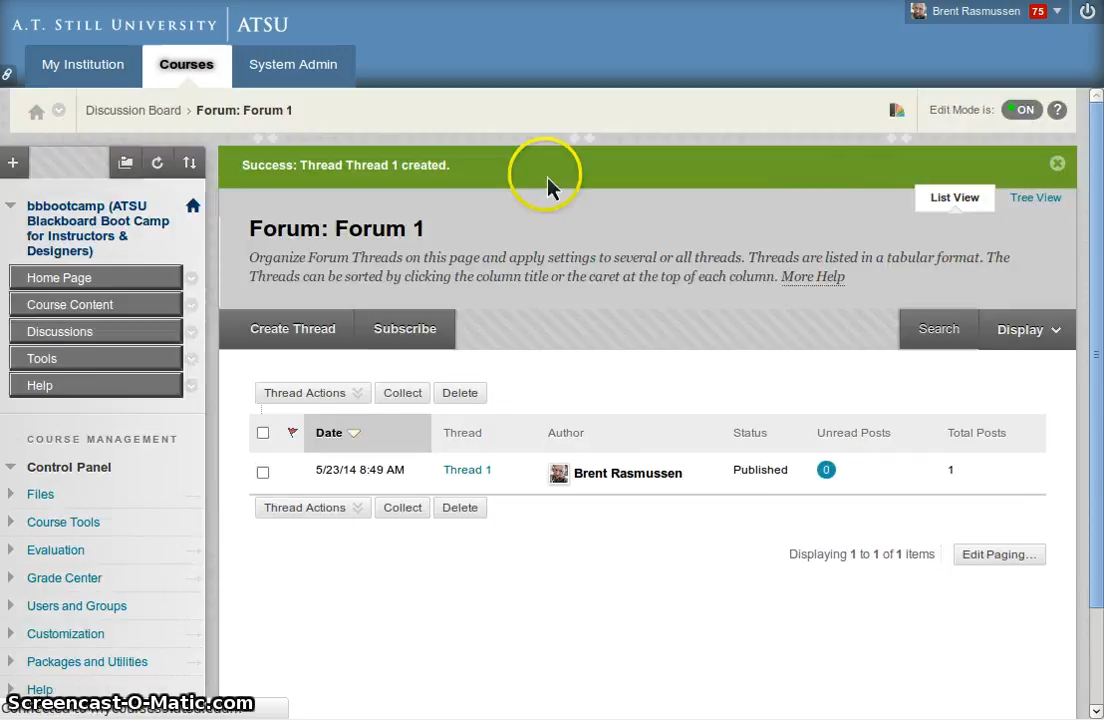 A.T. STILL UNIVERSITY ATSU
Brent Rasmussen 75
My Institution Courses System Admin
Discussion Board > Forum: Forum 1
Edit Mode is: ON ?
Success: Thread Thread 1 created.
List View Tree View
bbbootcamp (ATSU
Blackboard Boot Camp
for Instructors &
Designers)
Home Page
Course Content
Discussions
Tools
Help
COURSE MANAGEMENT
Control Panel
Files
Course Tools
Evaluation
Grade Center
Users and Groups
Customization
Packages and Utilities
Help
Forum: Forum 1
Organize Forum Threads on this page and apply settings to several or all threads. Threads are listed in a tabular format. The
Threads can be sorted by clicking the column title or the caret at the top of each column. More Help
Create Thread Subscribe Search Display
Thread Actions Collect Delete
Date Thread Author Status Unread Posts Total Posts
5/23/14 8:49 AM Thread 1 Brent Rasmussen Published 0 1
Thread Actions Collect Delete
Displaying 1 to 1 of 1 items Edit Paging...
Screencast-O-Matic.com